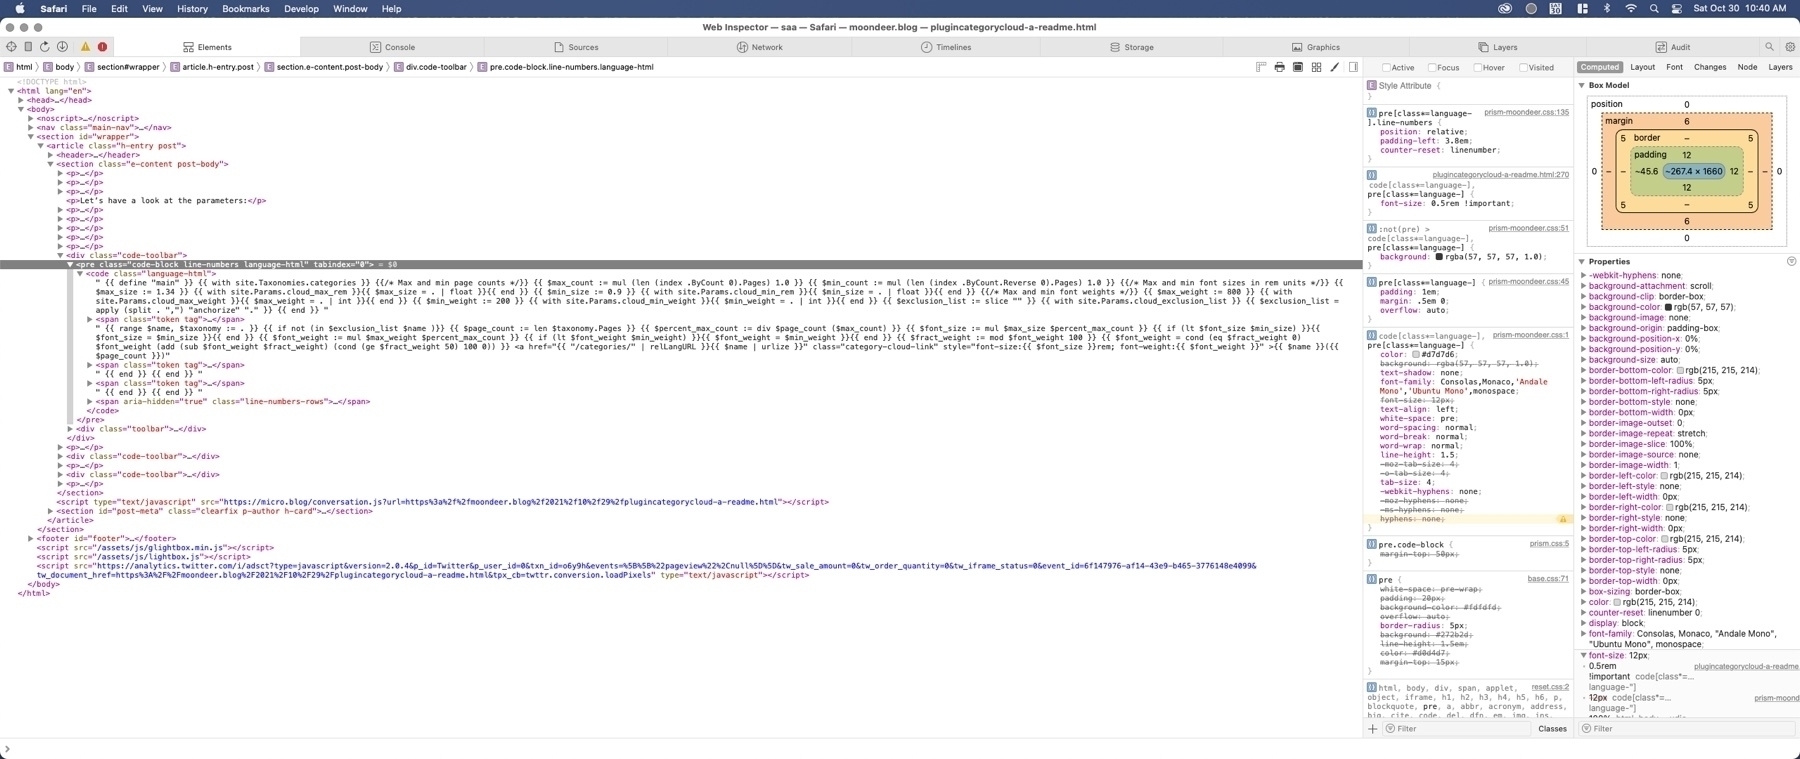 Safari File Edit View History Bookmarks Develop Window Help
Sat Oct 30 10:40 AM
Web Inspector — saa — Safari — moondeer.blog — plugincategorycloud-a-readme.html
Elements Console Sources Network Timelines Storage Graphics Layers Audit
html body section#wrapper article.h-entry.post section.e-content.post-body div.code-toolbar pre.code-block.line-numbers.language-html
<!DOCTYPE html>
<html lang="en">
<head>…</head>
<body>
<noscript>…</noscript>
<nav class="main-nav">…</nav>
<section id="wrapper">
<article class="h-entry post">
<header>…</header>
<section class="e-content post-body">
<p>…</p>
<p>…</p>
<p>…</p>
<p>Let's have a look at the parameters:</p>
<p>…</p>
<p>…</p>
<p>…</p>
<p>…</p>
<p>…</p>
<div class="code-toolbar">
<pre class="code-block line-numbers language-html" tabindex="0"> = $0
<code class="language-html">
" {{ define "main" }} {{ with site.Taxonomies.categories }} {{/* Max and min page counts */}} {{ $max_count := mul (len (index .ByCount 0).Pages) 1.0 }} {{ $min_count := mul (len (index .ByCount.Reverse 0).Pages) 1.0 }} {{/* Max and min font sizes in rem units */}} {{
$max_size := 1.34 }} {{ with site.Params.cloud_max_rem }}{{ $max_size = . | float }}{{ end }} {{ $min_size := 0.9 }} {{ with site.Params.cloud_min_rem }}{{ $min_size = . | float }}{{ end }} {{/* Max and min font weights */}} {{ $max_weight := 800 }} {{ with
site.Params.cloud_max_weight }}{{ $max_weight = . | int }}{{ end }} {{ $min_weight := 200 }} {{ with site.Params.cloud_min_weight }}{{ $min_weight = . | int }}{{ end }} {{ $exclusion_list := slice "" }} {{ with site.Params.cloud_exclusion_list }} {{ $exclusion_list =
apply (split . ",") "anchorize" "." }} {{ end }} "
<span class="token tag">…</span>
" {{ range $name, $taxonomy := . }} {{ if not (in $exclusion_list $name )}} {{ $page_count := len $taxonomy.Pages }} {{ $percent_max_count := div $page_count ($max_count) }} {{ $font_size := mul $max_size $percent_max_count }} {{ if (lt $font_size $min_size) }}{{
$font_size = $min_size }}{{ end }} {{ $font_weight := mul $max_weight $percent_max_count }} {{ if (lt $font_weight $min_weight) }}{{ $font_weight = $min_weight }}{{ end }} {{ $fract_weight := mod $font_weight 100 }} {{ $font_weight = cond (eq $fract_weight 0)
$font_weight (add (sub $font_weight $fract_weight) (cond (ge $fract_weight 50) 100 0)) }} <a href="{{ "/categories/" | relLangURL }}{{ $name | urlize }}" class="category-cloud-link" style="font-size:{{ $font_size }}rem; font-weight:{{ $font_weight }}" >{{ $name }}({{
$page_count }})"
<span class="token tag">…</span>
" {{ end }} {{ end }} "
<span class="token tag">…</span>
" {{ end }} {{ end }} "
<span aria-hidden="true" class="line-numbers-rows">…</span>
</code>
</pre>
<div class="toolbar">…</div>
</div>
<p>…</p>
<div class="code-toolbar">…</div>
<p>…</p>
<div class="code-toolbar">…</div>
<p>…</p>
</section>
<script type="text/javascript" src="https://micro.blog/conversation.js?url=https%3a%2f%2fmoondeer.blog%2f2021%2f10%2f29%2fplugincategorycloud-a-readme.html"></script>
<section id="post-meta" class="clearfix p-author h-card">…</section>
</article>
</section>
<footer id="footer">…</footer>
<script src="/assets/js/glightbox.min.js"></script>
<script src="/assets/js/lightbox.js"></script>
<script src="https://analytics.twitter.com/i/adsct?type=javascript&version=2.0.4&p_id=Twitter&p_user_id=0&txn_id=o6y9h&events=%5B%5B%22pageview%22%2Cnull%5D%5D&tw_sale_amount=0&tw_order_quantity=0&tw_iframe_status=0&event_id=6f147976-af14-43e9-b465-3776148e4099&
tw_document_href=https%3A%2F%2Fmoondeer.blog%2F2021%2F10%2F29%2Fplugincategorycloud-a-readme.html&tpx_cb=twttr.conversion.loadPixels" type="text/javascript"></script>
</body>
</html>
Active Focus Hover Visited
Style Attribute {
}
pre[class*=language- prism-moondeer.css:135
].line-numbers {
position: relative;
padding-left: 3.8em;
counter-reset: linenumber;
}
plugincategorycloud-a-readme.html:270
code[class*=language-],
pre[class*=language-] {
font-size: 0.5rem !important;
}
:not(pre) > prism-moondeer.css:51
code[class*=language-],
pre[class*=language-] {
background: rgba(57, 57, 57, 1.0);
}
pre[class*=language-] { prism-moondeer.css:45
padding: 1em;
margin: .5em 0;
overflow: auto;
}
code[class*=language-], prism-moondeer.css:1
pre[class*=language-] {
color: #d7d7d6;
background: rgba(57, 57, 57, 1.0);
text-shadow: none;
font-family: Consolas,Monaco,'Andale
Mono','Ubuntu Mono',monospace;
font-size: 12px;
text-align: left;
white-space: pre;
word-spacing: normal;
word-break: normal;
word-wrap: normal;
line-height: 1.5;
-moz-tab-size: 4;
-o-tab-size: 4;
tab-size: 4;
-webkit-hyphens: none;
-moz-hyphens: none;
-ms-hyphens: none;
hyphens: none;
}
pre.code-block { prism.css:5
margin-top: 50px;
}
pre { base.css:71
white-space: pre-wrap;
padding: 20px;
background-color: #fdfdfd;
overflow: auto;
border-radius: 5px;
background: #272b2d;
line-height: 1.5em;
color: #d0d4d7;
margin-top: 15px;
}
html, body, div, span, applet, reset.css:2
object, iframe, h1, h2, h3, h4, h5, h6, p,
blockquote, pre, a, abbr, acronym, address,
big, cite, code, del, dfn, em, img, ins,
Filter Classes
Computed Layout Font Changes Node Layers
Box Model
position 0
margin 6
5 border – 5
padding 12
0 – – ~45.6 ~267.4 × 1660 12 – – 0
12
5 – 5
6
0
Properties
-webkit-hyphens: none;
background-attachment: scroll;
background-clip: border-box;
background-color: rgb(57, 57, 57);
background-image: none;
background-origin: padding-box;
background-position-x: 0%;
background-position-y: 0%;
background-size: auto;
border-bottom-color: rgb(215, 215, 214);
border-bottom-left-radius: 5px;
border-bottom-right-radius: 5px;
border-bottom-style: none;
border-bottom-width: 0px;
border-image-outset: 0;
border-image-repeat: stretch;
border-image-slice: 100%;
border-image-source: none;
border-image-width: 1;
border-left-color: rgb(215, 215, 214);
border-left-style: none;
border-left-width: 0px;
border-right-color: rgb(215, 215, 214);
border-right-style: none;
border-right-width: 0px;
border-top-color: rgb(215, 215, 214);
border-top-left-radius: 5px;
border-top-right-radius: 5px;
border-top-style: none;
border-top-width: 0px;
box-sizing: border-box;
color: rgb(215, 215, 214);
counter-reset: linenumber 0;
display: block;
font-family: Consolas, Monaco, "Andale Mono",
"Ubuntu Mono", monospace;
font-size: 12px;
0.5rem plugincategorycloud-a-readme
!important code[class*=…
language-"]
12px code[class*=… prism-moond
language-"]
Filter